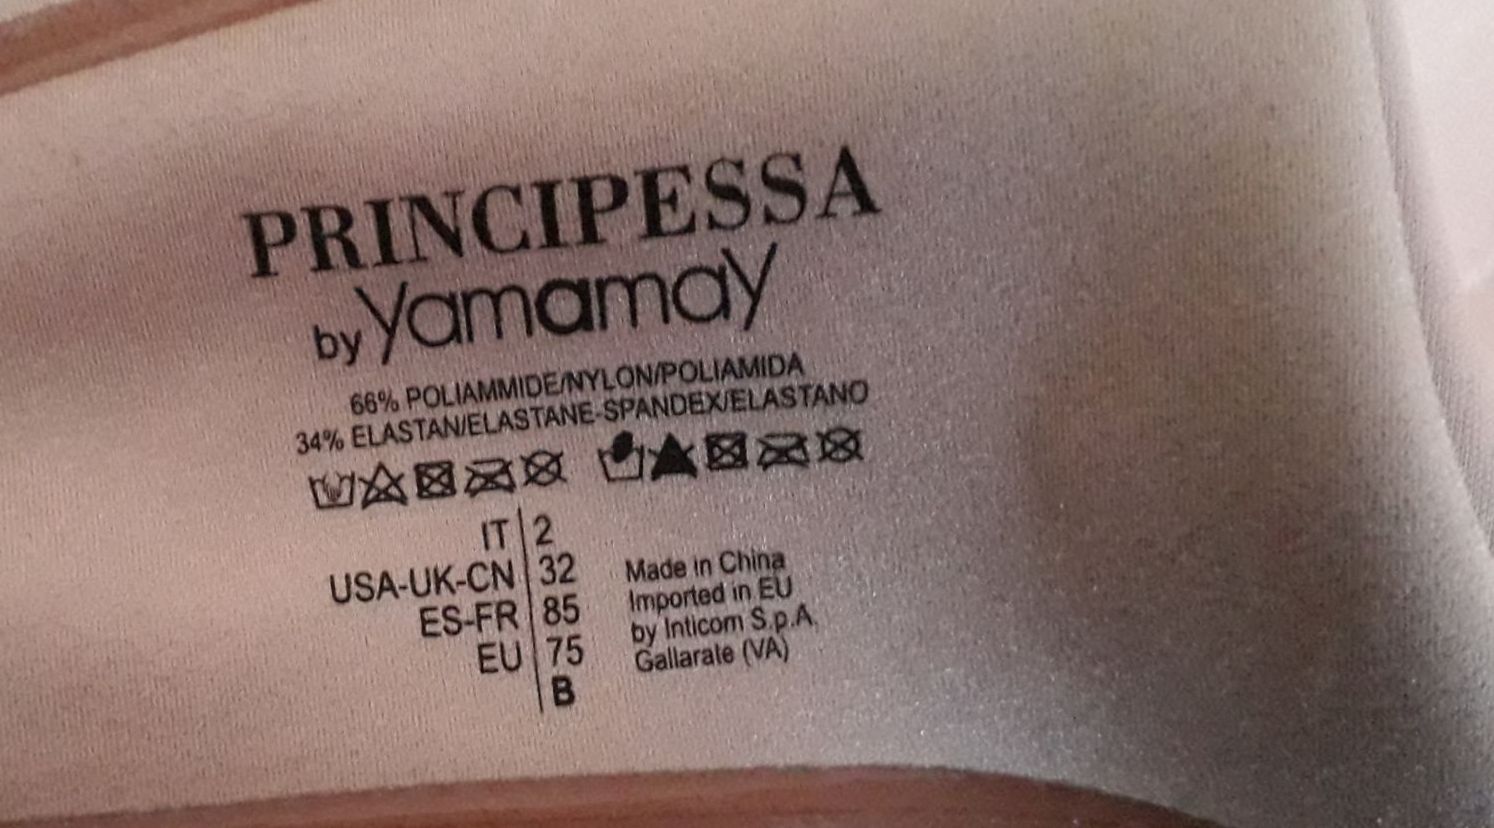 PRINCIPESSA
by yamamay
66% POLIAMMIDE/NYLON/POLIAMIDA
34% ELASTAN/ELASTANE-SPANDEX/ELASTANO
IT 2
USA-UK-CN 32
ES-FR 85
EU 75
B
Made in China
Imported in EU
by Inticom S.p.A.
Gallarate (VA)